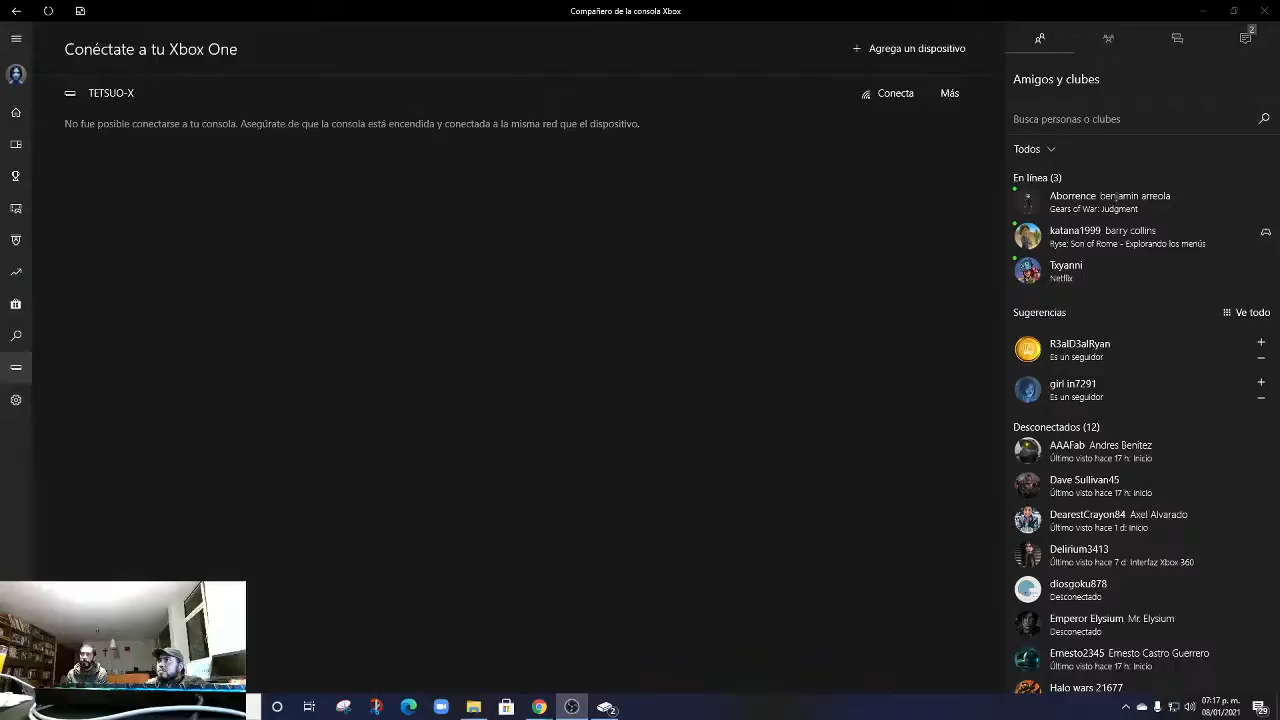 Compañero de la consola Xbox
Conéctate a tu Xbox One
Agrega un dispositivo
TETSUO-X
Conecta
Más
No fue posible conectarse a tu consola. Asegúrate de que la consola está encendida y conectada a la misma red que el dispositivo.
2
Amigos y clubes
Busca personas o clubes
Todos
En línea (3)
Aborrence benjamin arreola
Gears of War: Judgment
katana1999 barry collins
Ryse: Son of Rome - Explorando los menús
Txyanni
Netflix
Sugerencias
Ve todo
R3alD3alRyan
Es un seguidor
girl in7291
Es un seguidor
Desconectados (12)
AAAFab Andres Benitez
Último visto hace 17 h: Inicio
Dave Sullivan45
Último visto hace 17 h: Inicio
DearestCrayon84 Axel Alvarado
Último visto hace 1 d: Inicio
Delirium3413
Último visto hace 7 d: Interfaz Xbox 360
diosgoku878
Desconectado
Emperor Elysium Mr. Elysium
Desconectado
Ernesto2345 Ernesto Castro Guerrero
Último visto hace 17 h: Inicio
Halo wars 21677
2
07:17 p. m.
08/01/2021